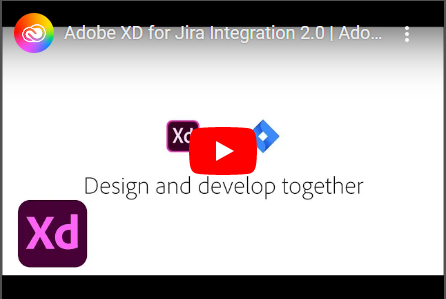 Adobe XD for Jira Integration 2.0 | Ado...
Xd
Design and develop together
Xd